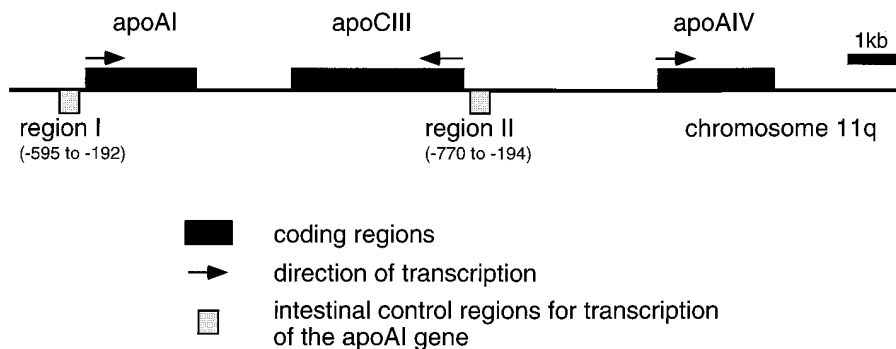 apoAI apoCIII apoAIV
1kb
region I region II chromosome 11q
(-595 to -192) (-770 to -194)
coding regions
direction of transcription
intestinal control regions for transcription
of the apoAI gene